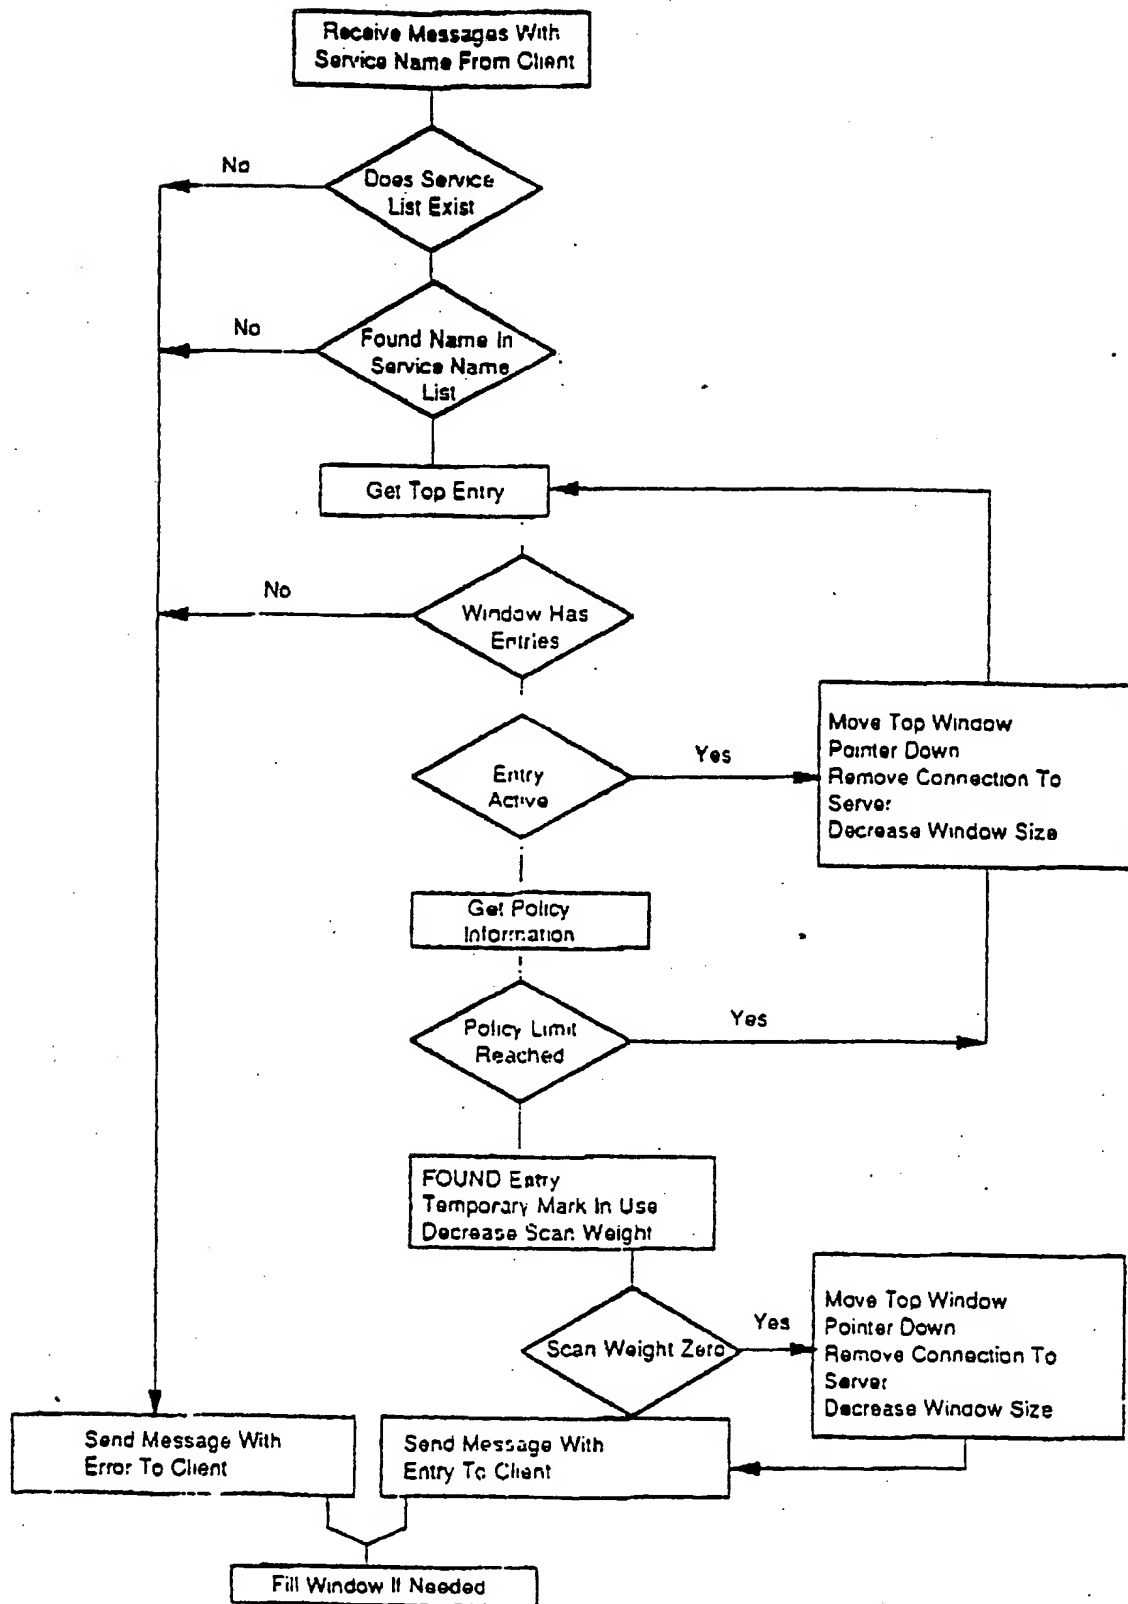 Receive Messages With
Service Name From Client
No
Does Service
List Exist
No
Found Name In
Service Name
List
Get Top Entry
No
Window Has
Entries
Entry
Active
Yes
Move Top Window
Pointer Down
Remove Connection To
Server
Decrease Window Size
Get Policy
Information
Policy Limit
Reached
Yes
FOUND Entry
Temporary Mark In Use
Decrease Scan Weight
Scan Weight Zero
Yes
Move Top Window
Pointer Down
Remove Connection To
Server
Decrease Window Size
Send Message With
Error To Client
Send Message With
Entry To Client
Fill Window If Needed